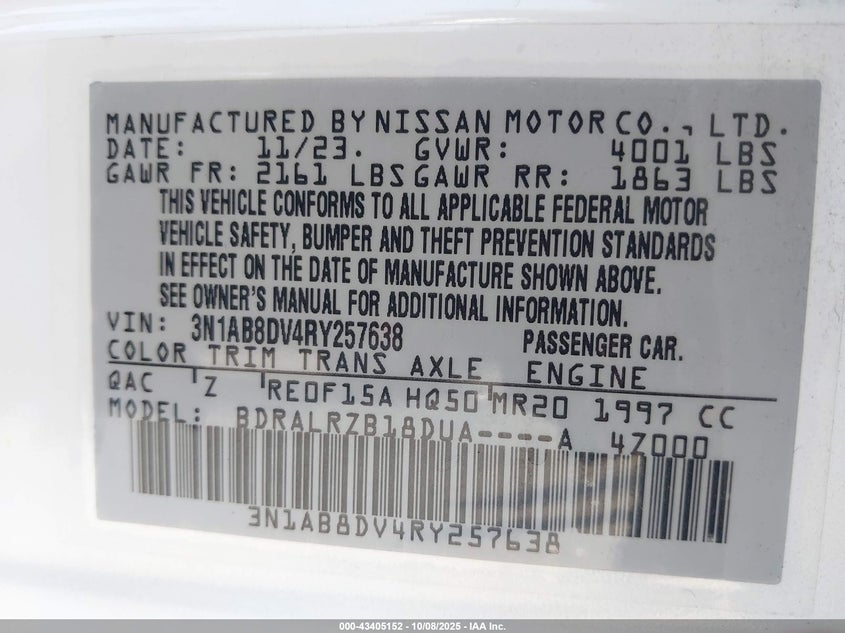 MANUFACTURED BY NISSAN MOTOR CO., LTD.
DATE: 11/23. GVWR: 4001 LBS
GAWR FR: 2161 LBS GAWR RR: 1863 LBS
THIS VEHICLE CONFORMS TO ALL APPLICABLE FEDERAL MOTOR
VEHICLE SAFETY, BUMPER AND THEFT PREVENTION STANDARDS
IN EFFECT ON THE DATE OF MANUFACTURE SHOWN ABOVE.
SEE OWNER'S MANUAL FOR ADDITIONAL INFORMATION.
VIN: 3N1AB8DV4RY257638 PASSENGER CAR.
COLOR TRIM TRANS AXLE ENGINE
QAC Z RE0F15A HQ50 MR20 1997 CC
MODEL: BDRALRZB18DUA----A 4Z000
3N1AB8DV4RY257638
000-43405152 - 10/08/2025 - IAA Inc.